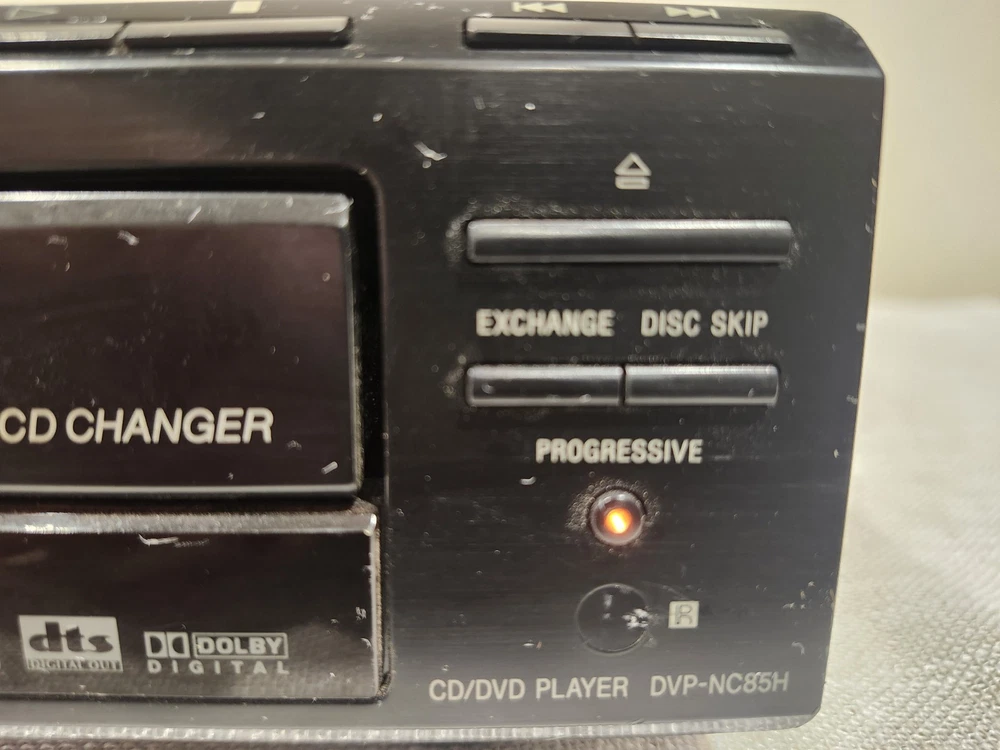 EXCHANGE DISC SKIP
CD CHANGER
PROGRESSIVE
dts
DIGITAL OUT
DOLBY
DIGITAL
R
CD/DVD PLAYER DVP-NC85H